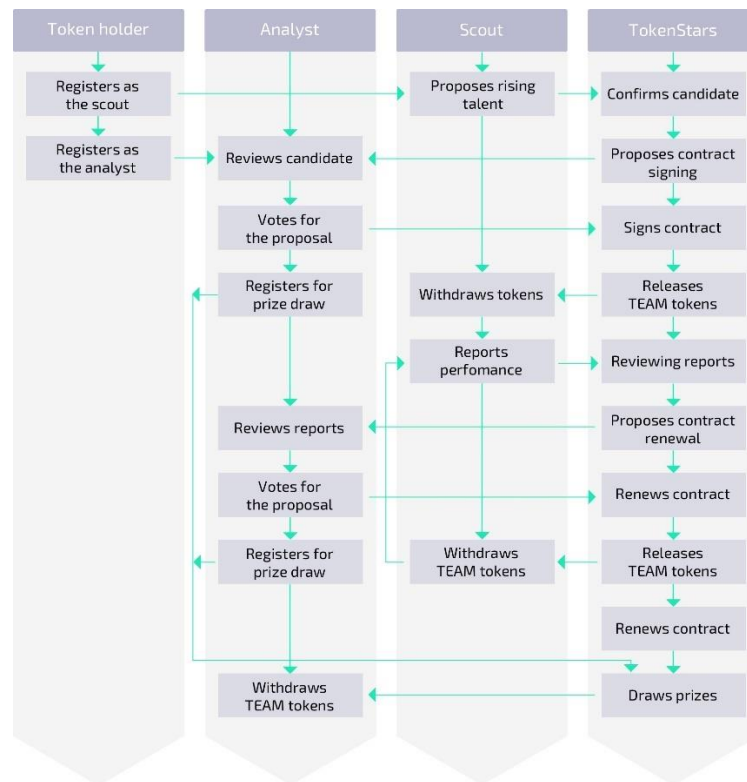 Token holder
Analyst
Scout
TokenStars
Registers as
the scout
Proposes rising
talent
Confirms candidate
Registers as
the analyst
Reviews candidate
Proposes contract
signing
Votes for
the proposal
Signs contract
Registers for
prize draw
Withdraws tokens
Releases
TEAM tokens
Reports
perfomance
Reviewing reports
Reviews reports
Proposes contract
renewal
Votes for
the proposal
Renews contract
Registers for
prize draw
Withdraws
TEAM tokens
Releases
TEAM tokens
Renews contract
Withdraws
TEAM tokens
Draws prizes